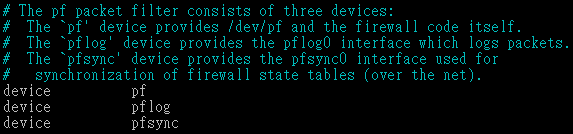 # The pf packet filter consists of three devices:
#  The `pf' device provides /dev/pf and the firewall code itself.
#  The `pflog' device provides the pflog0 interface which logs packets.
#  The `pfsync' device provides the pfsync0 interface used for
#   synchronization of firewall state tables (over the net).
device          pf
device          pflog
device          pfsync